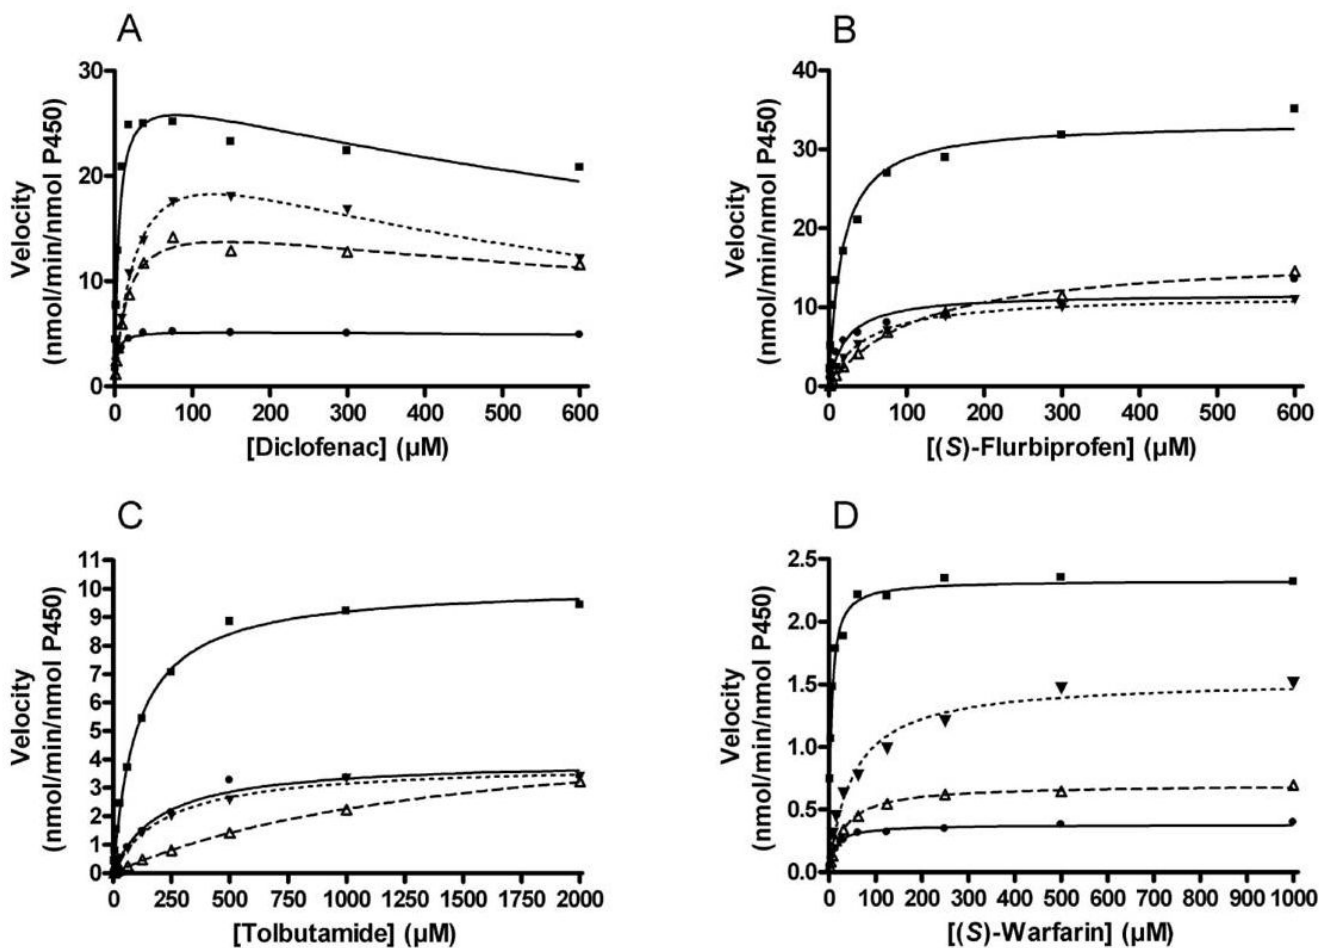 A
Velocity
(nmol/min/nmol P450)
30
20
10
0
0 100 200 300 400 500 600
[Diclofenac] (µM)
B
Velocity
(nmol/min/nmol P450)
40
30
20
10
0
0 100 200 300 400 500 600
[(S)-Flurbiprofen] (µM)
C
Velocity
(nmol/min/nmol P450)
11
10
9
8
7
6
5
4
3
2
1
0
0 250 500 750 1000 1250 1500 1750 2000
[Tolbutamide] (µM)
D
Velocity
(nmol/min/nmol P450)
2.5
2.0
1.5
1.0
0.5
0.0
0 100 200 300 400 500 600 700 800 900 1000
[(S)-Warfarin] (µM)